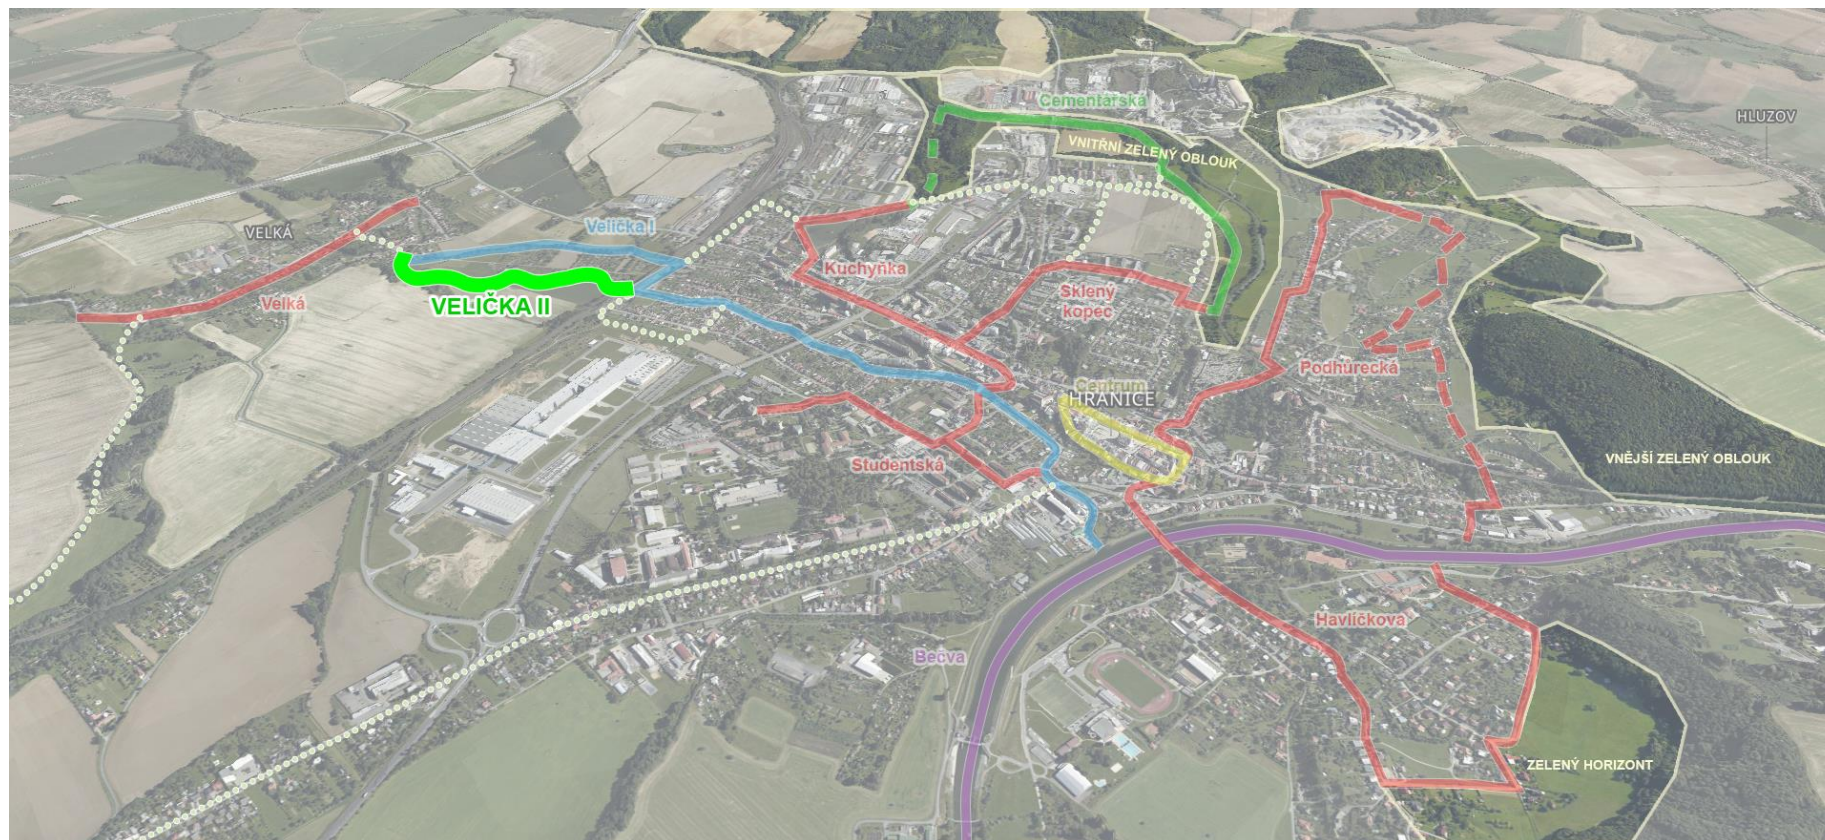 Cementářská
HLUZOV
VNITŘNÍ ZELENÝ OBLOUK
Velička I
VELKÁ
Kuchyňka
Sklený
kopec
Velká
VELIČKA II
Podhůrecká
Centrum
HRANICE
VNĚJŠÍ ZELENÝ OBLOUK
Studentská
Havlíčkova
Bečva
ZELENÝ HORIZONT